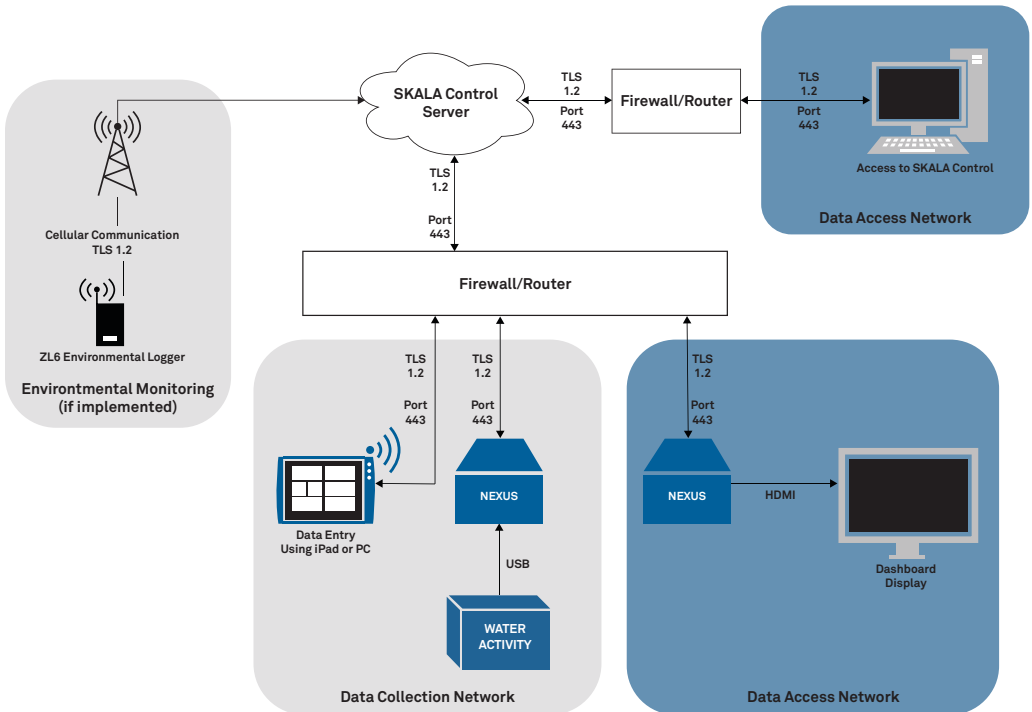 SKALA Control
Server
TLS
1.2
Port
443
Firewall/Router
TLS
1.2
Port
443
Access to SKALA Control
Data Access Network
Cellular Communication
TLS 1.2
ZL6 Environmental Logger
Environtmental Monitoring
(if implemented)
TLS
1.2
Port
443
Firewall/Router
TLS
1.2
Port
443
Data Entry
Using iPad or PC
TLS
1.2
Port
443
NEXUS
USB
WATER
ACTIVITY
Data Collection Network
TLS
1.2
Port
443
NEXUS
HDMI
Dashboard
Display
Data Access Network